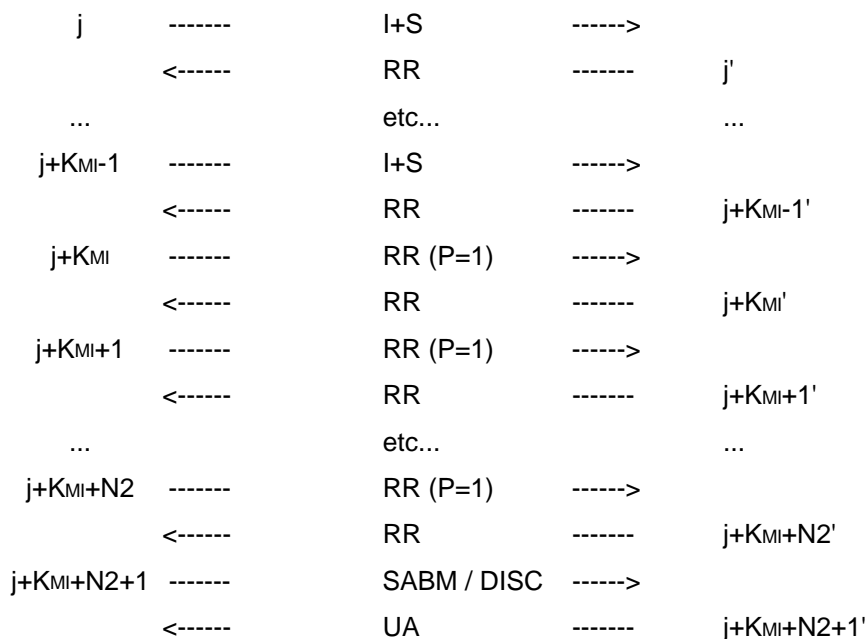 j ------- I+S ------>
<------ RR ------- j'
... etc... ...
j+KMI-1 ------- I+S ------>
<------ RR ------- j+KMI-1'
j+KMI ------- RR (P=1) ------>
<------ RR ------- j+KMI'
j+KMI+1 ------- RR (P=1) ------>
<------ RR ------- j+KMI+1'
... etc... ...
j+KMI+N2 ------- RR (P=1) ------>
<------ RR ------- j+KMI+N2'
j+KMI+N2+1 ------- SABM / DISC ------>
<------ UA ------- j+KMI+N2+1'